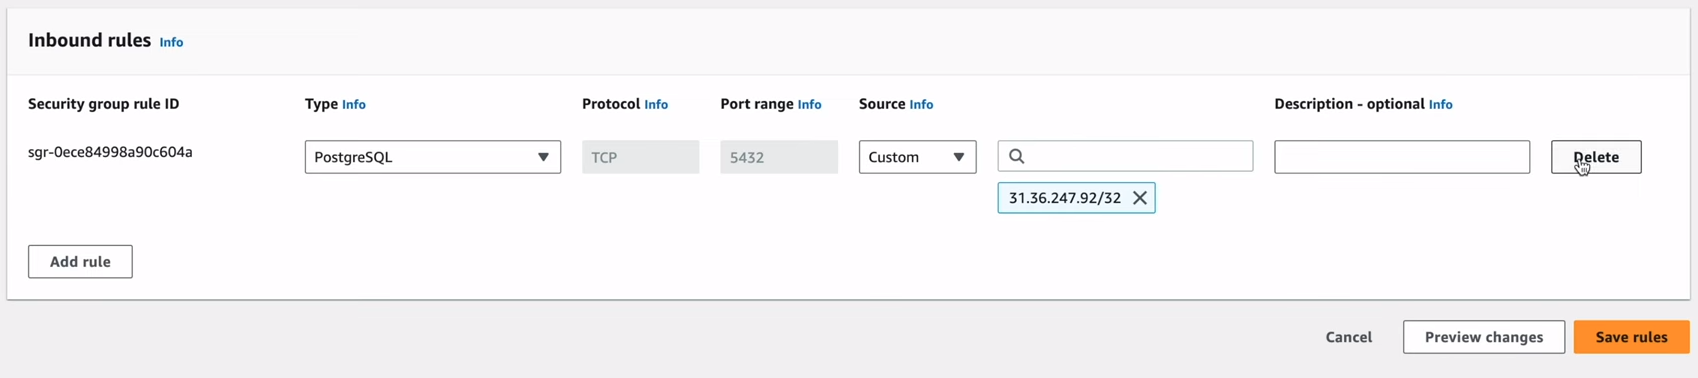 Inbound rules Info
Security group rule ID Type Info Protocol Info Port range Info Source Info Description - optional Info
sgr-0ece84998a90c604a PostgreSQL TCP 5432 Custom Delete
31.36.247.92/32
Add rule
Cancel Preview changes Save rules